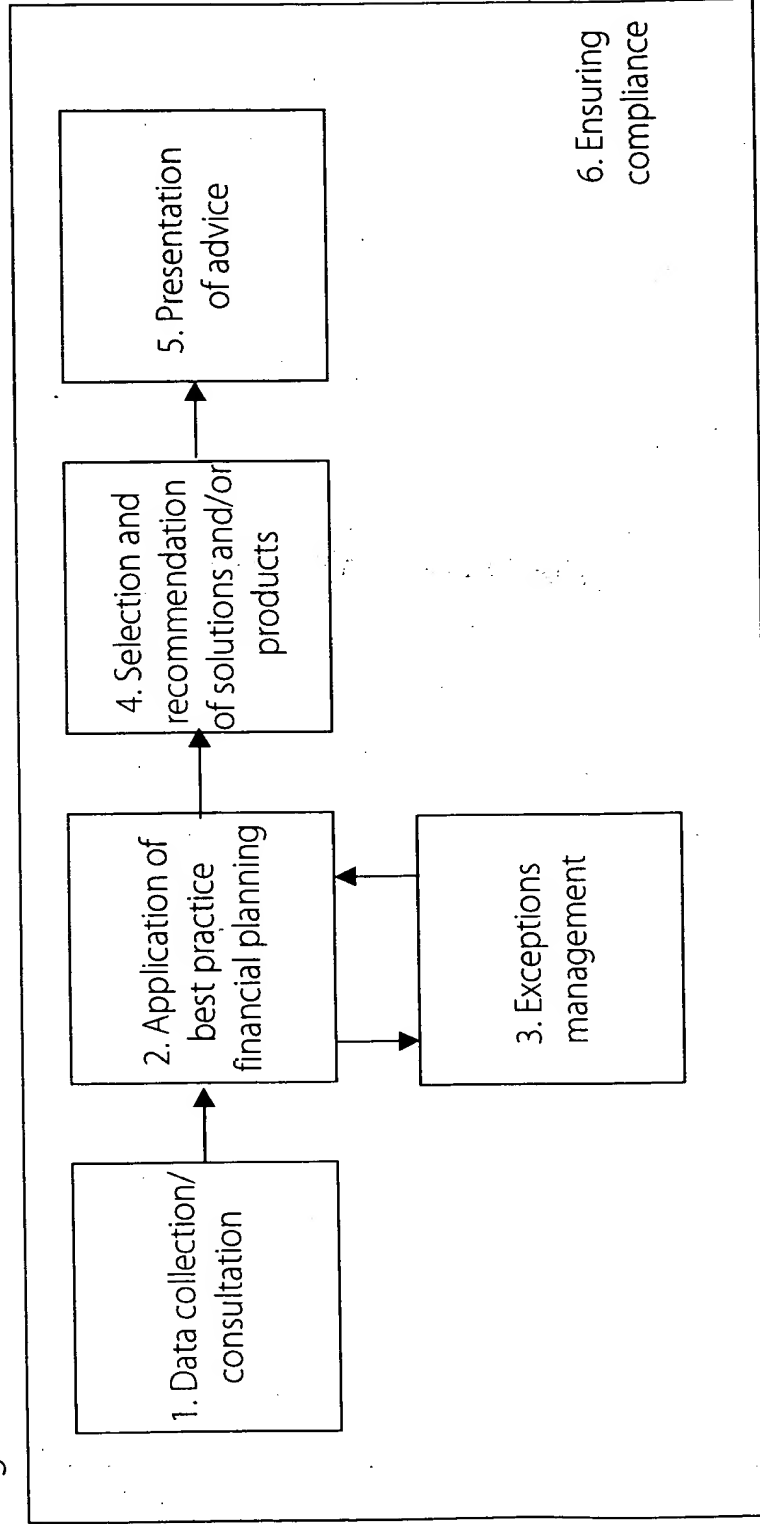 1. Data collection/
consultation
2. Application of
best practice
financial planning
3. Exceptions
management
4. Selection and
recommendation
of solutions and/or
products
5. Presentation
of advice
6. Ensuring
compliance